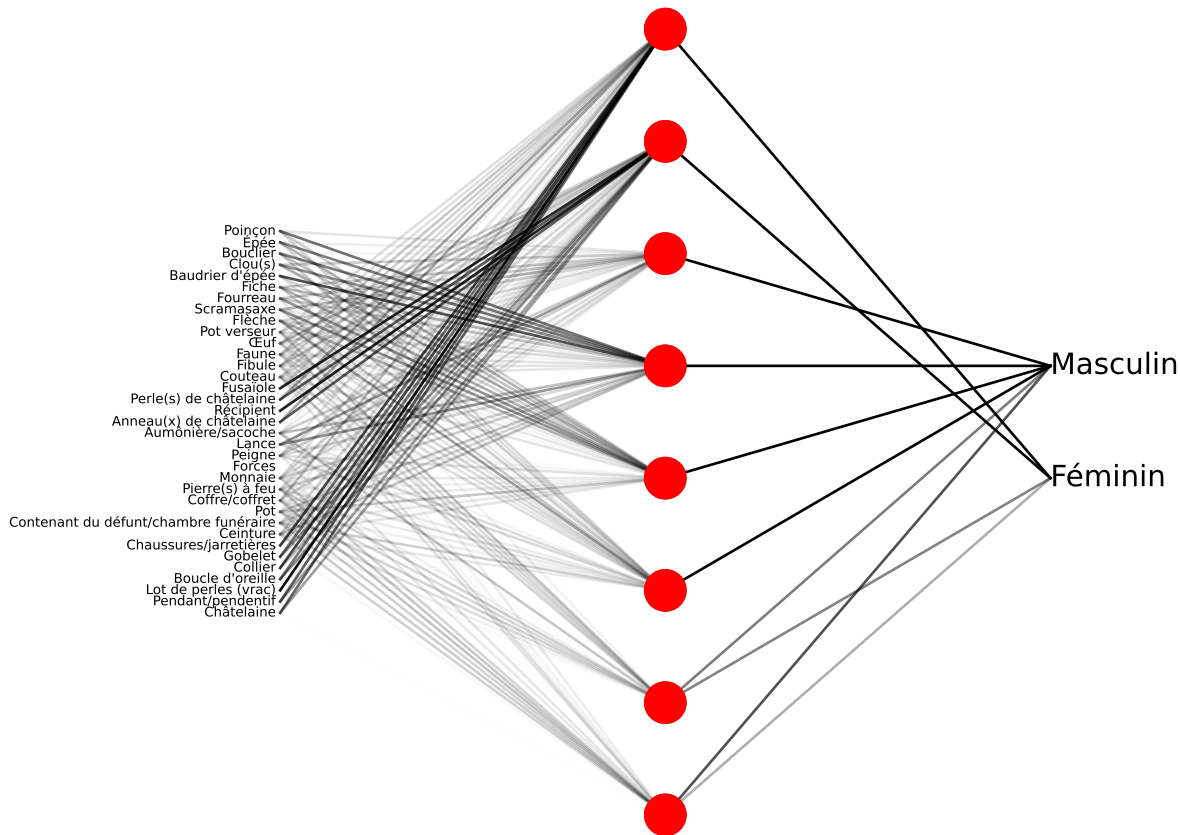 Poinçon
Épée
Bouclier
Clou(s)
Baudrier d'épée
Fiche
Fourreau
Scramasaxe
Flèche
Pot verseur
Œuf
Faune
Fibule
Couteau
Fusaïole
Perle(s) de châtelaine
Récipient
Anneau(x) de châtelaine
Aumônière/sacoche
Lance
Peigne
Forces
Monnaie
Pierre(s) à feu
Coffre/coffret
Pot
Contenant du défunt/chambre funéraire
Ceinture
Chaussures/jarretières
Gobelet
Collier
Boucle d'oreille
Lot de perles (vrac)
Pendant/pendentif
Châtelaine
Masculin
Féminin